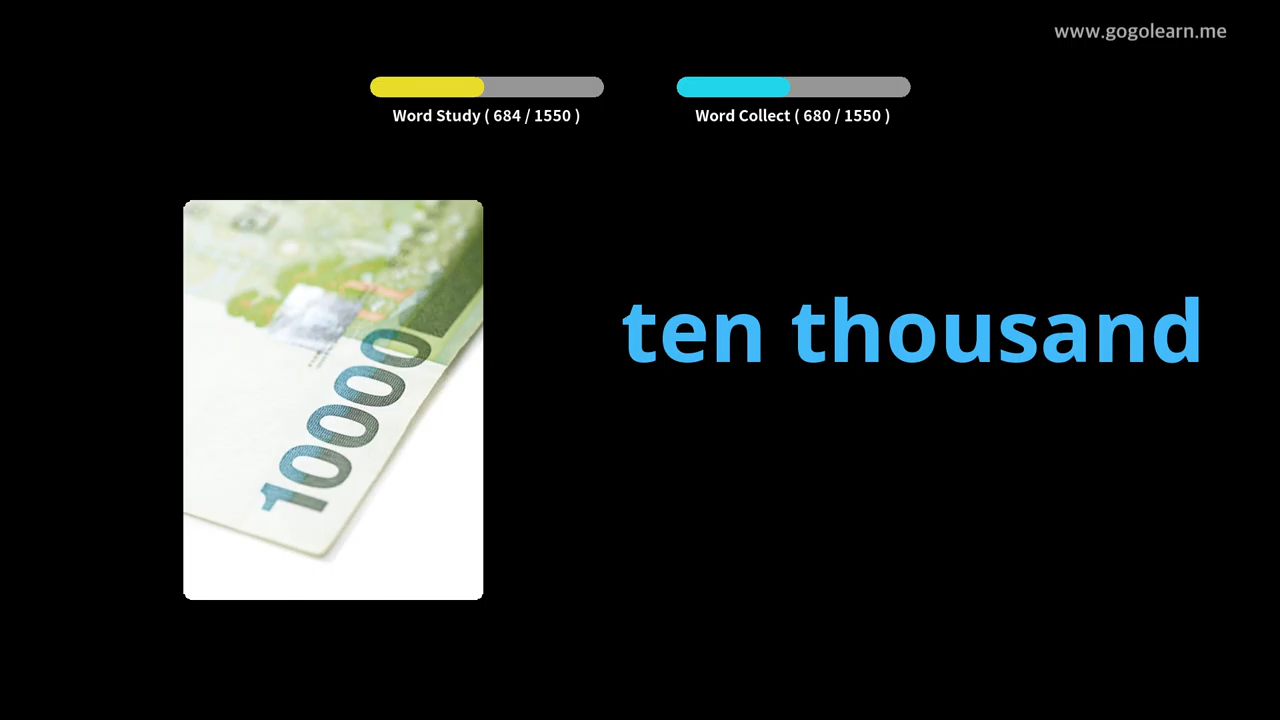 www.gogolearn.me
Word Study ( 684 / 1550 )
Word Collect ( 680 / 1550 )
ten thousand
10000